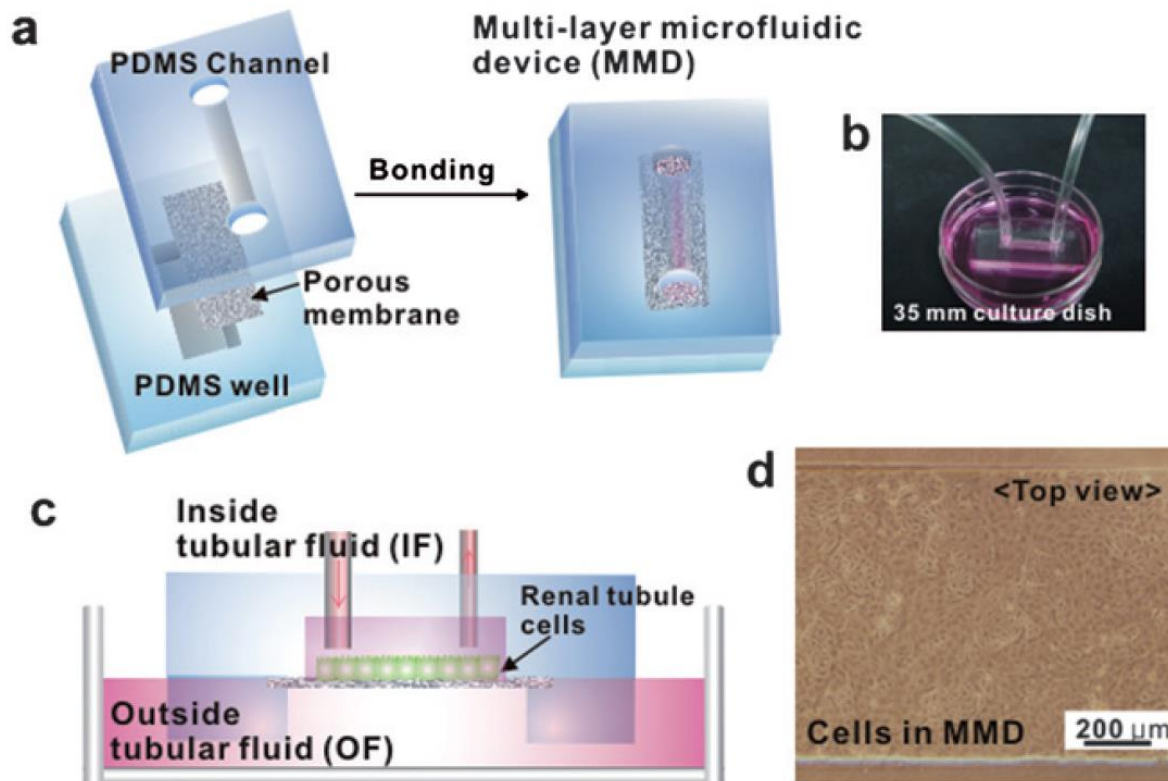 a
PDMS Channel
Multi-layer microfluidic
device (MMD)
Bonding
Porous
membrane
PDMS well
b
35 mm culture dish
c
Inside
tubular fluid (IF)
Renal tubule
cells
Outside
tubular fluid (OF)
d
<Top view>
Cells in MMD
200 μm